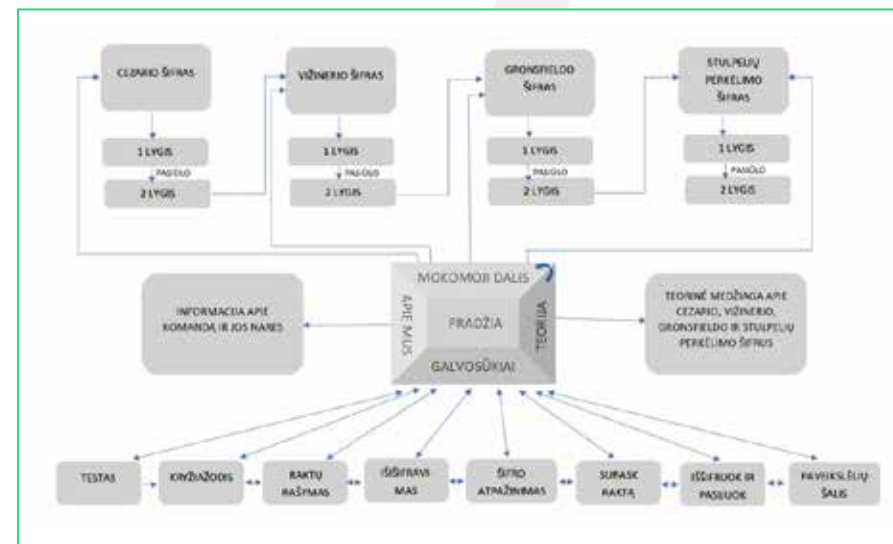 CEZARIO ŠIFRAS
VIŽINERIO ŠIFRAS
GRONSFELDO
ŠIFRAS
STULPELIŲ
PERKĖLIMO
ŠIFRAS
1 LYGIS
1 LYGIS
1 LYGIS
1 LYGIS
PASIŪLO
PASIŪLO
PASIŪLO
PASIŪLO
2 LYGIS
2 LYGIS
2 LYGIS
2 LYGIS
MOKOMOJI DALIS
APIE MUS
PRADŽIA
TEORIJA
GALVOSŪKIAI
INFORMACIJA APIE
KOMANDĄ IR JOS NARES
TEORINĖ MEDŽIAGA APIE
CEZARIO, VIŽINERIO,
GRONSFIELDO IR STULPELIŲ
PERKĖLIMO ŠIFRUS
TESTAS
KRYŽIAŽODIS
RAKTŲ
RAŠYMAS
IŠIŠIFRAVI
MAS
ŠIFRO
ATPAŽINIMAS
SURASK
RAKTĄ
IŠŠIFRUOK IR
PAVEIKSLĖLIŲ
ŠALIS